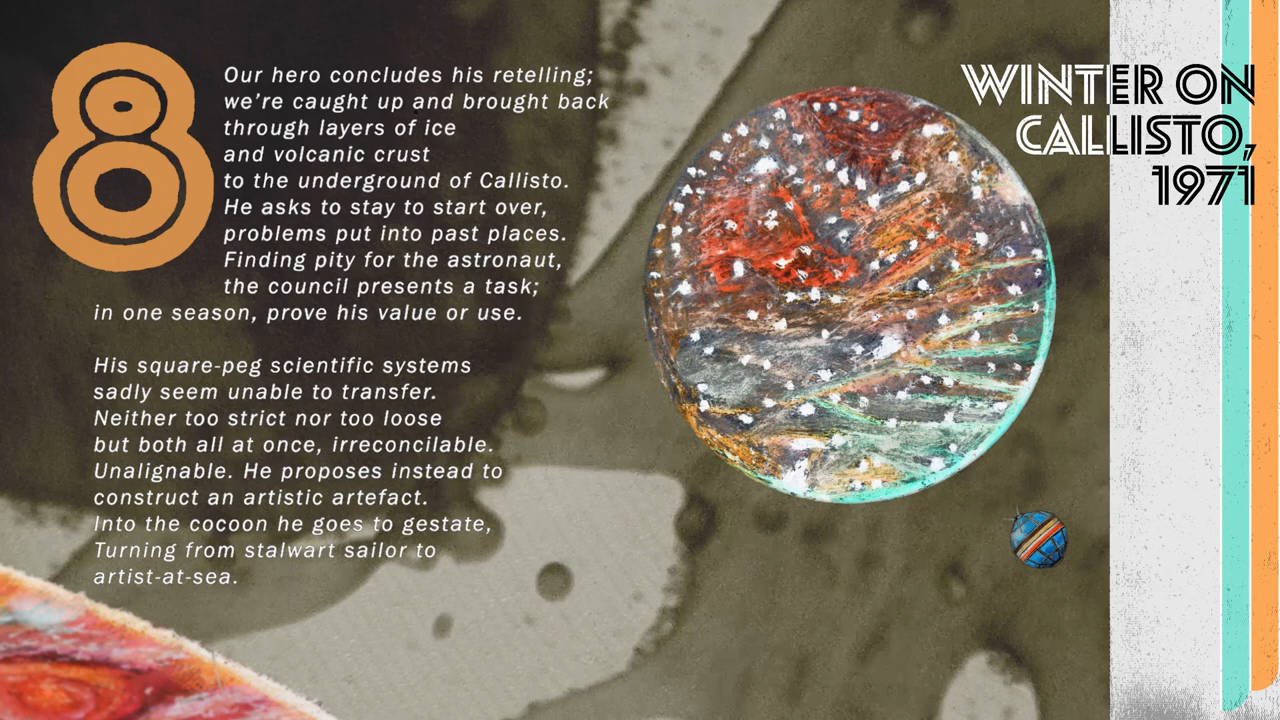 8
Our hero concludes his retelling;
we're caught up and brought back
through layers of ice
and volcanic crust
to the underground of Callisto.
He asks to stay to start over,
problems put into past places.
Finding pity for the astronaut,
the council presents a task;
in one season, prove his value or use.
His square-peg scientific systems
sadly seem unable to transfer.
Neither too strict nor too loose
but both all at once, irreconcilable.
Unalignable. He proposes instead to
construct an artistic artefact.
Into the cocoon he goes to gestate,
Turning from stalwart sailor to
artist-at-sea.
WINTER ON
CALLISTO,
1971